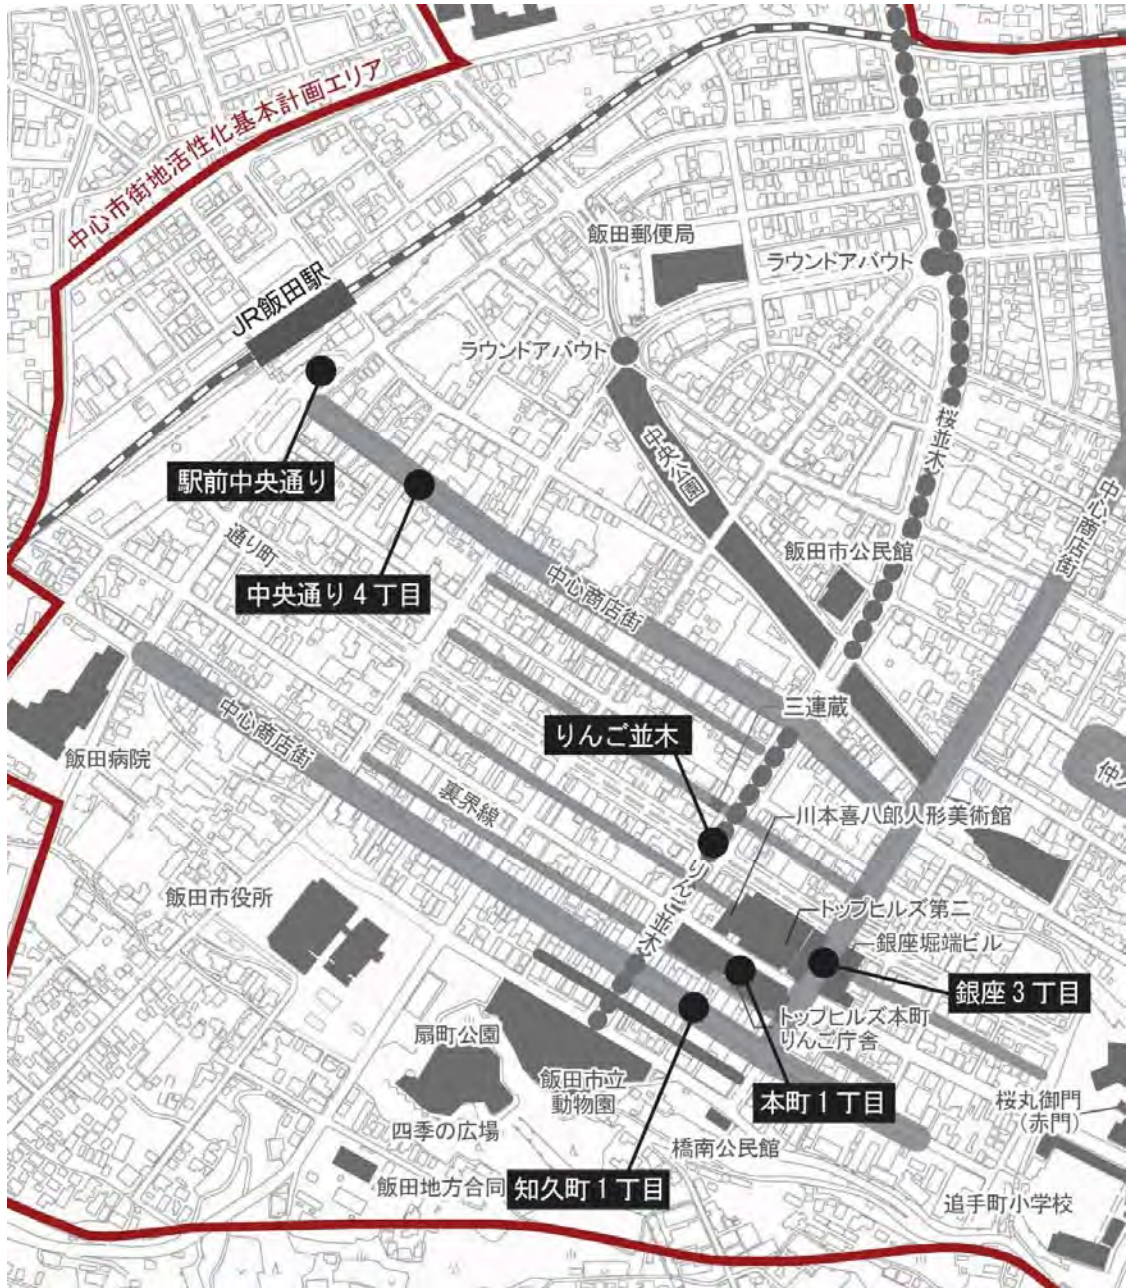 中心市街地活性化基本計画エリア
飯田郵便局
ラウンドアバウト
JR飯田駅
ラウンドアバウト
桜並木
中央公園
駅前中央通り
中心商店街
通り町
飯田市公民館
中央通り4丁目
中心商店街
三連蔵
りんご並木
中心商店街
飯田病院
裏界線
川本喜八郎人形美術館
りんご並木
飯田市役所
トップヒルズ第二
銀座堀端ビル
銀座3丁目
トップヒルズ本町
りんご庁舎
扇町公園
飯田市立
動物園
本町1丁目
桜丸御門
(赤門)
四季の広場
橋南公民館
飯田地方合同
知久町1丁目
追手町小学校